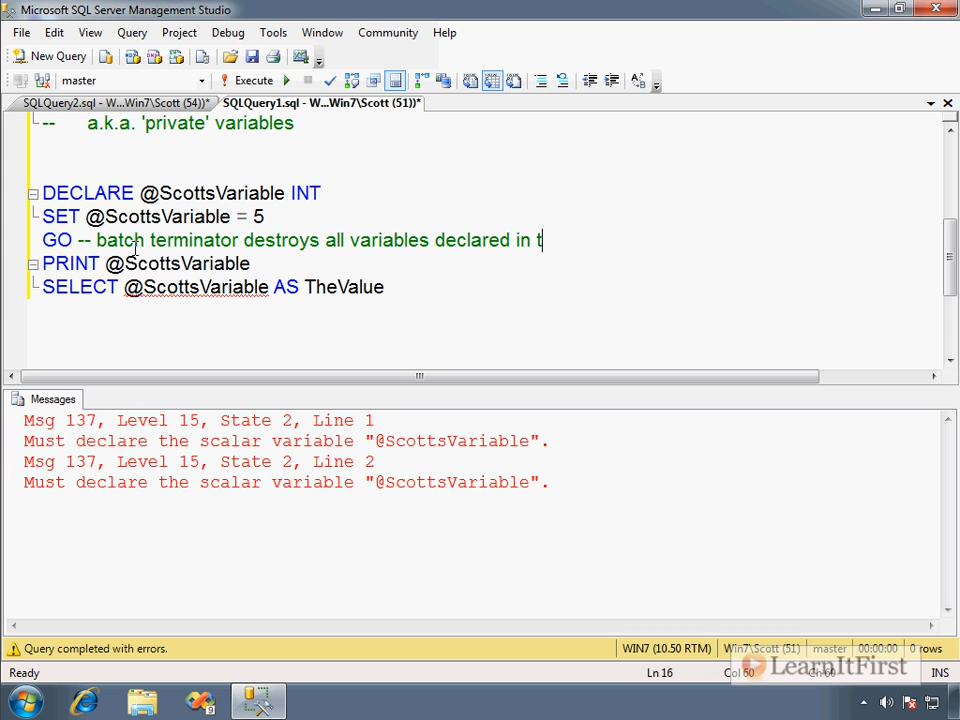 Microsoft SQL Server Management Studio
File Edit View Query Project Debug Tools Window Community Help
New Query
master Execute
SQLQuery2.sql - W...Win7\Scott (54))* SQLQuery1.sql - W...Win7\Scott (51))*
-- a.k.a. 'private' variables
DECLARE @ScottsVariable INT
SET @ScottsVariable = 5
GO -- batch terminator destroys all variables declared in t
PRINT @ScottsVariable
SELECT @ScottsVariable AS TheValue
Messages
Msg 137, Level 15, State 2, Line 1
Must declare the scalar variable "@ScottsVariable".
Msg 137, Level 15, State 2, Line 2
Must declare the scalar variable "@ScottsVariable".
Query completed with errors. WIN7 (10.50 RTM) Win7\Scott (51) master 00:00:00 0 rows
Ready Ln 16 Col 60 Ch 60 INS
LearnItFirst